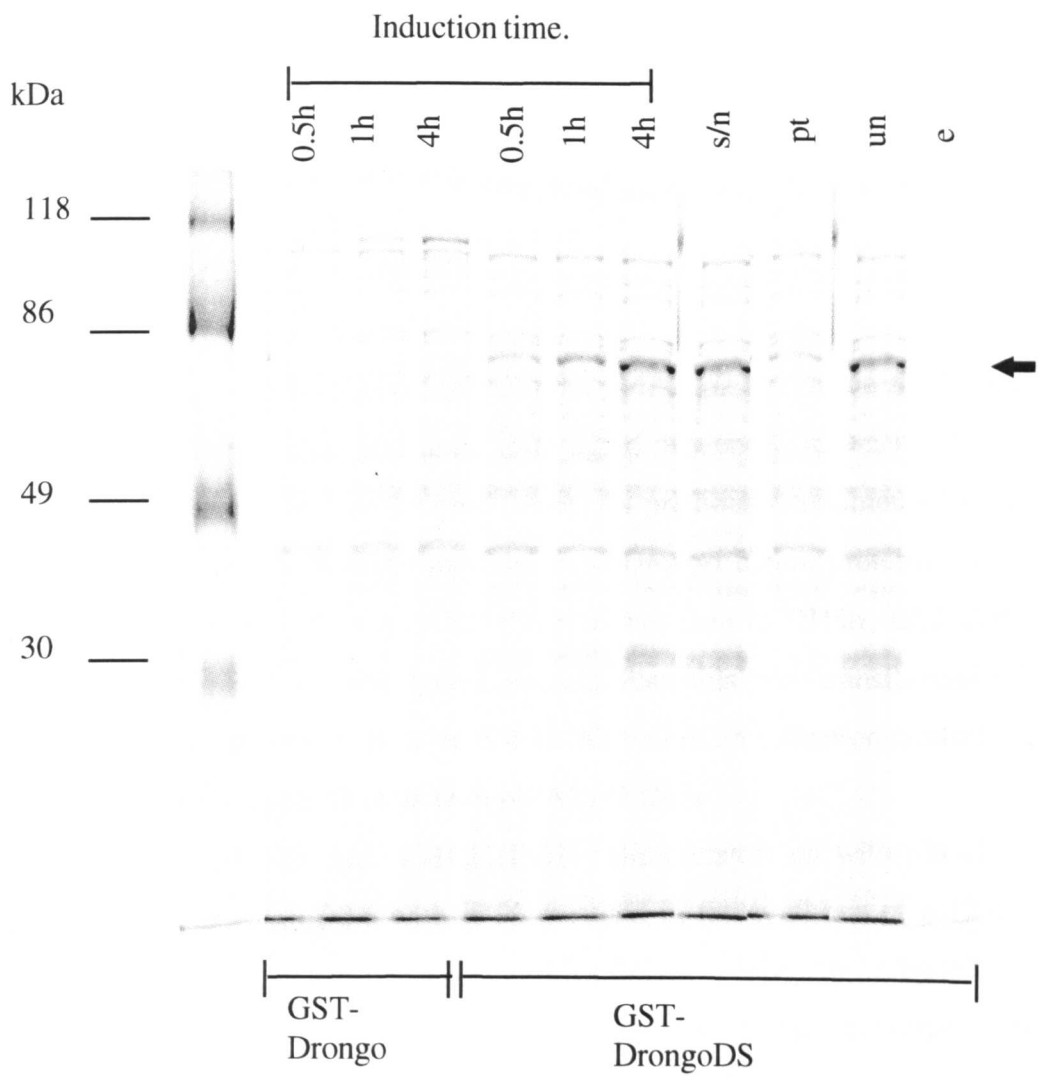 Induction time.
kDa
0.5h 1h 4h 0.5h 1h 4h s/n pt un e
118
86
49
30
GST-
Drongo
GST-
DrongoDS